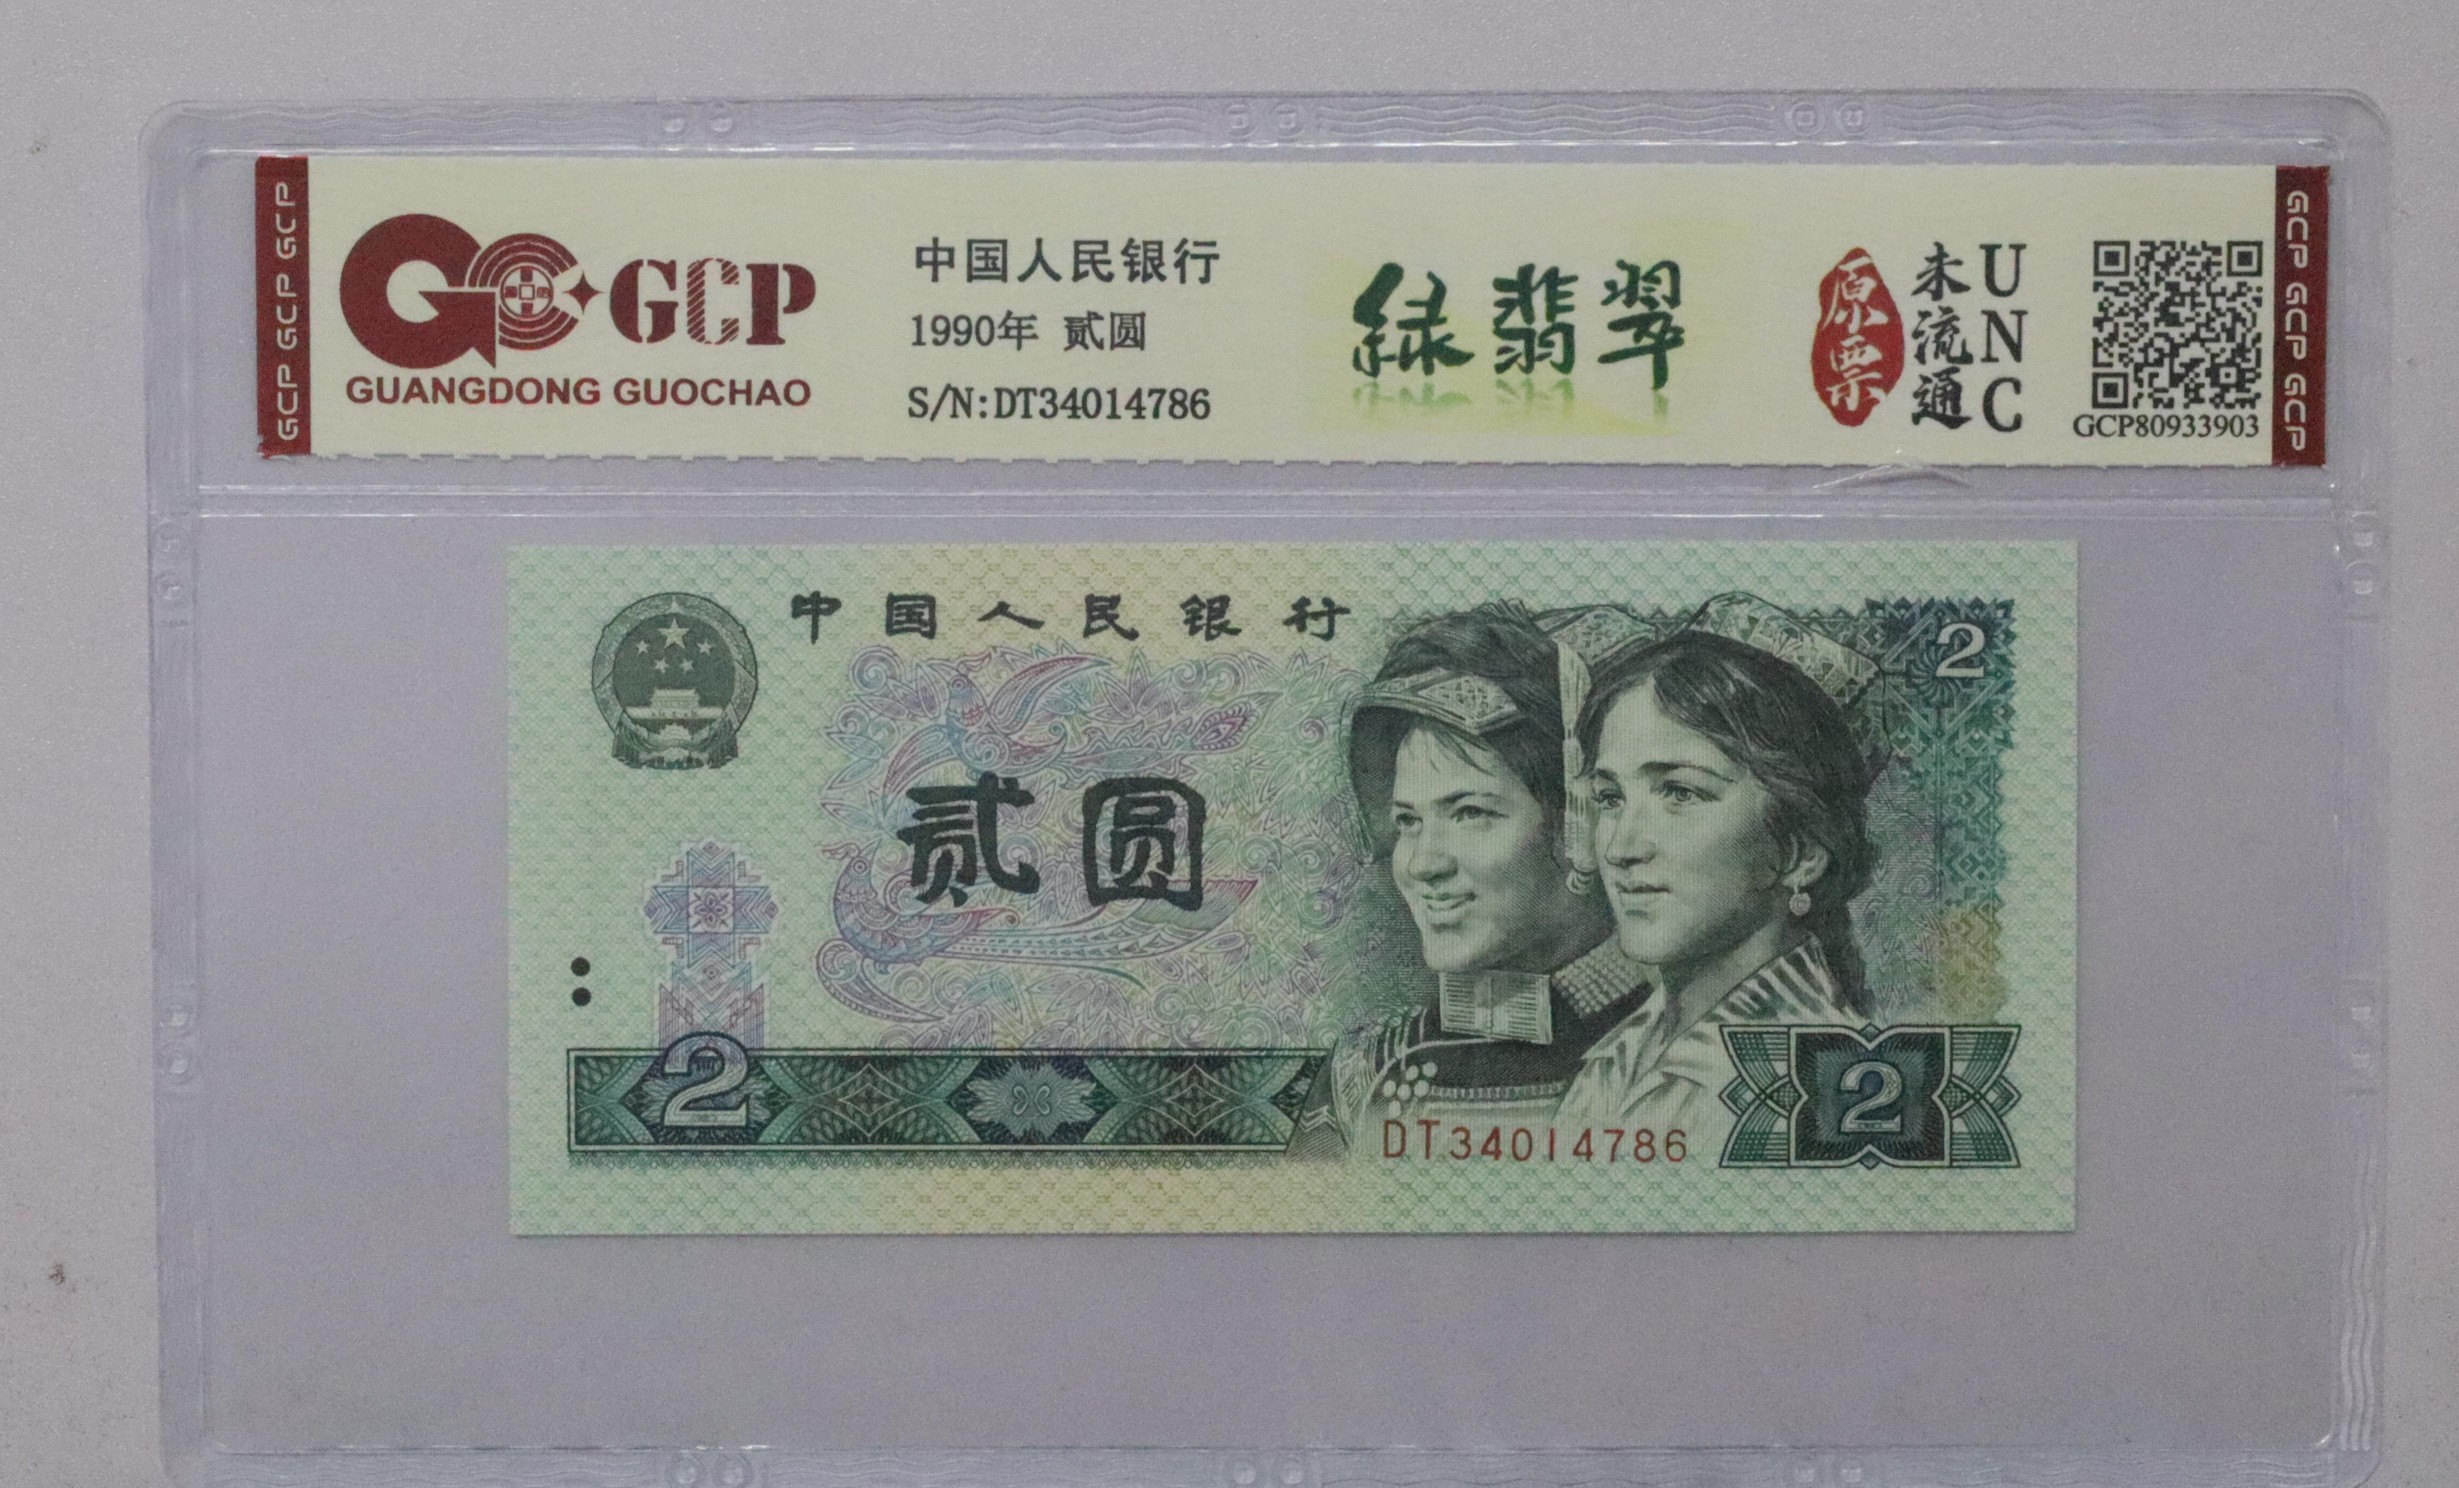 GCP GCP GCP
GCP
GUANGDONG GUOCHAO
中国人民银行
1990年 贰圆
S/N:DT34014786
绿翡翠
原票
未流通
UNC
GCP80933903
GCP GCP GCP
中国人民银行
2
贰圆
2
DT34014786
2